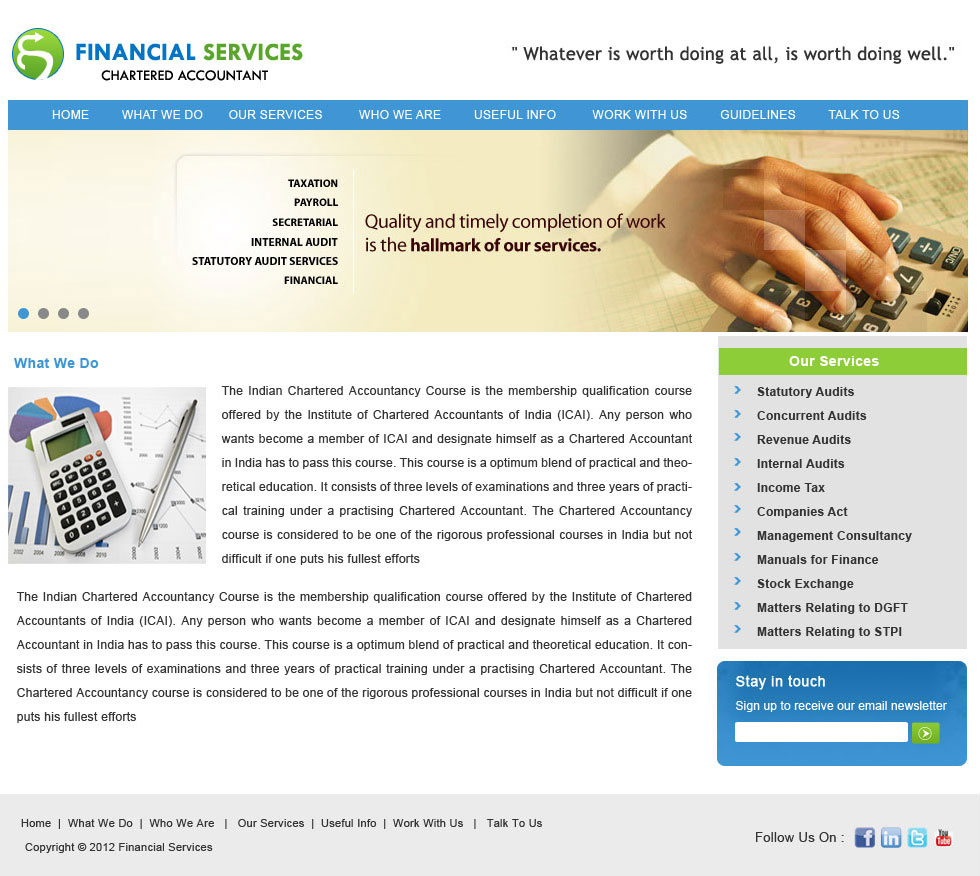 FINANCIAL SERVICES
CHARTERED ACCOUNTANT
" Whatever is worth doing at all, is worth doing well."
HOME WHAT WE DO OUR SERVICES WHO WE ARE USEFUL INFO WORK WITH US GUIDELINES TALK TO US
TAXATION
PAYROLL
SECRETARIAL
INTERNAL AUDIT
STATUTORY AUDIT SERVICES
FINANCIAL
Quality and timely completion of work
is the hallmark of our services.
What We Do
The Indian Chartered Accountancy Course is the membership qualification course
offered by the Institute of Chartered Accountants of India (ICAI). Any person who
wants become a member of ICAI and designate himself as a Chartered Accountant
in India has to pass this course. This course is a optimum blend of practical and theo-
retical education. It consists of three levels of examinations and three years of practi-
cal training under a practising Chartered Accountant. The Chartered Accountancy
course is considered to be one of the rigorous professional courses in India but not
difficult if one puts his fullest efforts
The Indian Chartered Accountancy Course is the membership qualification course offered by the Institute of Chartered
Accountants of India (ICAI). Any person who wants become a member of ICAI and designate himself as a Chartered
Accountant in India has to pass this course. This course is a optimum blend of practical and theoretical education. It con-
sists of three levels of examinations and three years of practical training under a practising Chartered Accountant. The
Chartered Accountancy course is considered to be one of the rigorous professional courses in India but not difficult if one
puts his fullest efforts
Our Services
Statutory Audits
Concurrent Audits
Revenue Audits
Internal Audits
Income Tax
Companies Act
Management Consultancy
Manuals for Finance
Stock Exchange
Matters Relating to DGFT
Matters Relating to STPI
Stay in touch
Sign up to receive our email newsletter
Home | What We Do | Who We Are | Our Services | Useful Info | Work With Us | Talk To Us
Copyright © 2012 Financial Services
Follow Us On :
You Tube